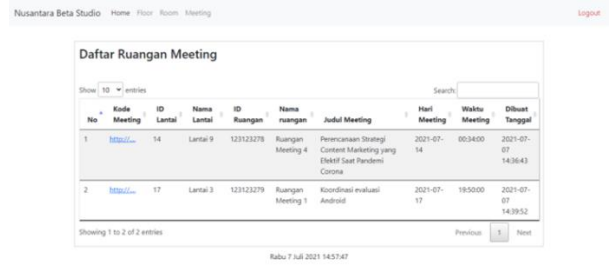 Nusantara Beta Studio Home Floor Room Meeting Logout
Daftar Ruangan Meeting
Show 10 entries Search:
No Kode Meeting ID Lantai Nama Lantai ID Ruangan Nama ruangan Judul Meeting Hari Meeting Waktu Meeting Dibuat Tanggal
1 http://... 14 Lantai 9 123123278 Ruangan Meeting 4 Perencanaan Strategi Content Marketing yang Efektif Saat Pandemi Corona 2021-07-14 00:34:00 2021-07-07 14:36:43
2 http://... 17 Lantai 3 123123279 Ruangan Meeting 1 Koordinasi evaluasi Android 2021-07-17 19:50:00 2021-07-07 14:39:52
Showing 1 to 2 of 2 entries Previous 1 Next
Rabu 7 Juli 2021 14:57:47